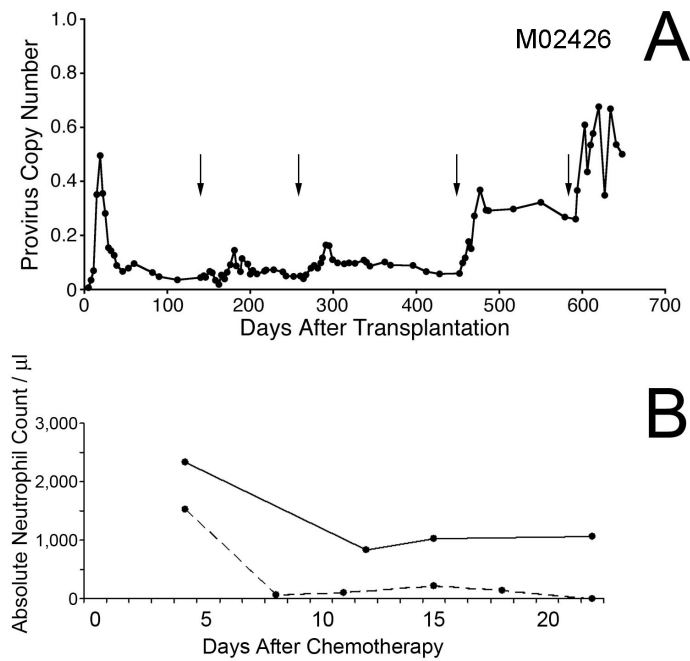 M02426
A
Provirus Copy Number
1.0
0.8
0.6
0.4
0.2
0
0 100 200 300 400 500 600 700
Days After Transplantation
B
Absolute Neutrophil Count / µl
3,000
2,000
1,000
0
0 5 15 15 20
Days After Chemotherapy